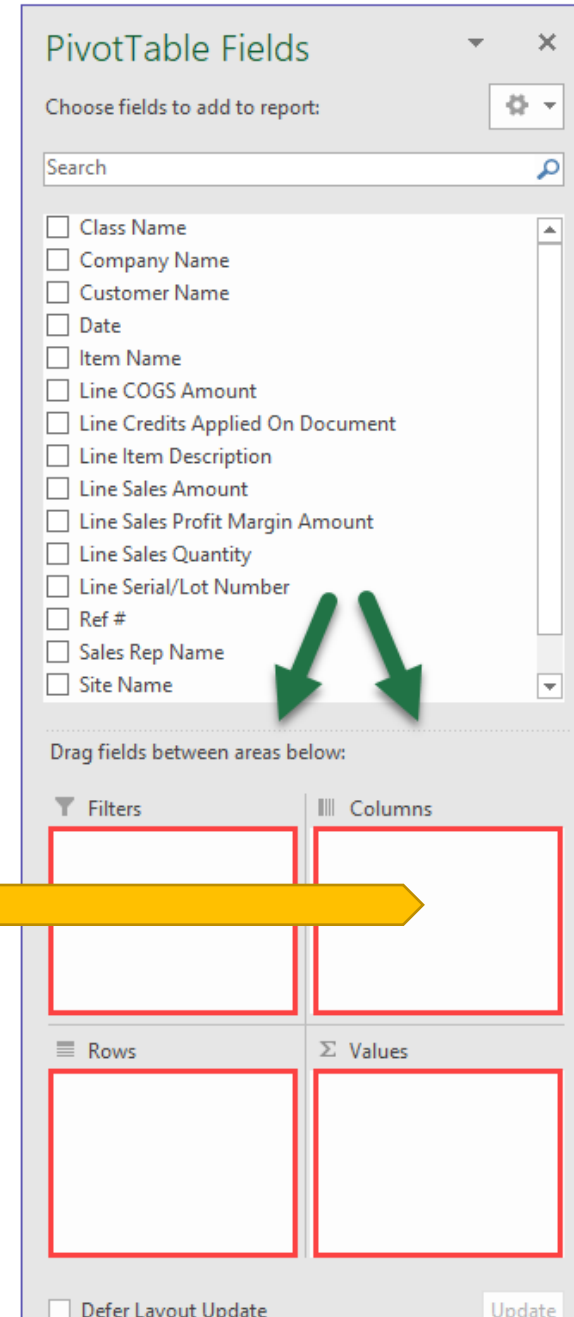 PivotTable Fields
Choose fields to add to report:
Search
Class Name
Company Name
Customer Name
Date
Item Name
Line COGS Amount
Line Credits Applied On Document
Line Item Description
Line Sales Amount
Line Sales Profit Margin Amount
Line Sales Quantity
Line Serial/Lot Number
Ref #
Sales Rep Name
Site Name
Drag fields between areas below:
Filters
Columns
Rows
Σ Values
Defer Layout Update
Update